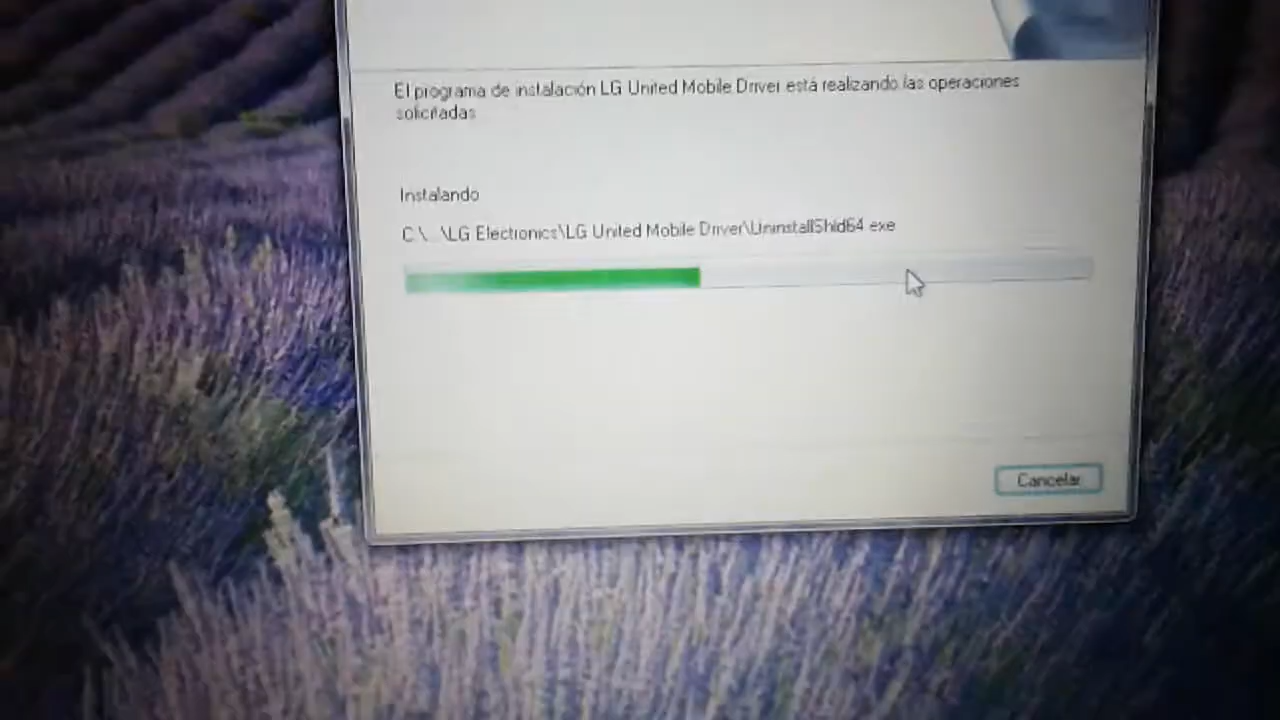 El programa de instalación LG United Mobile Driver está realizando las operaciones
solicitadas
Instalando
C:\...\LG Electronics\LG United Mobile Driver\UninstallShld64.exe
Cancelar